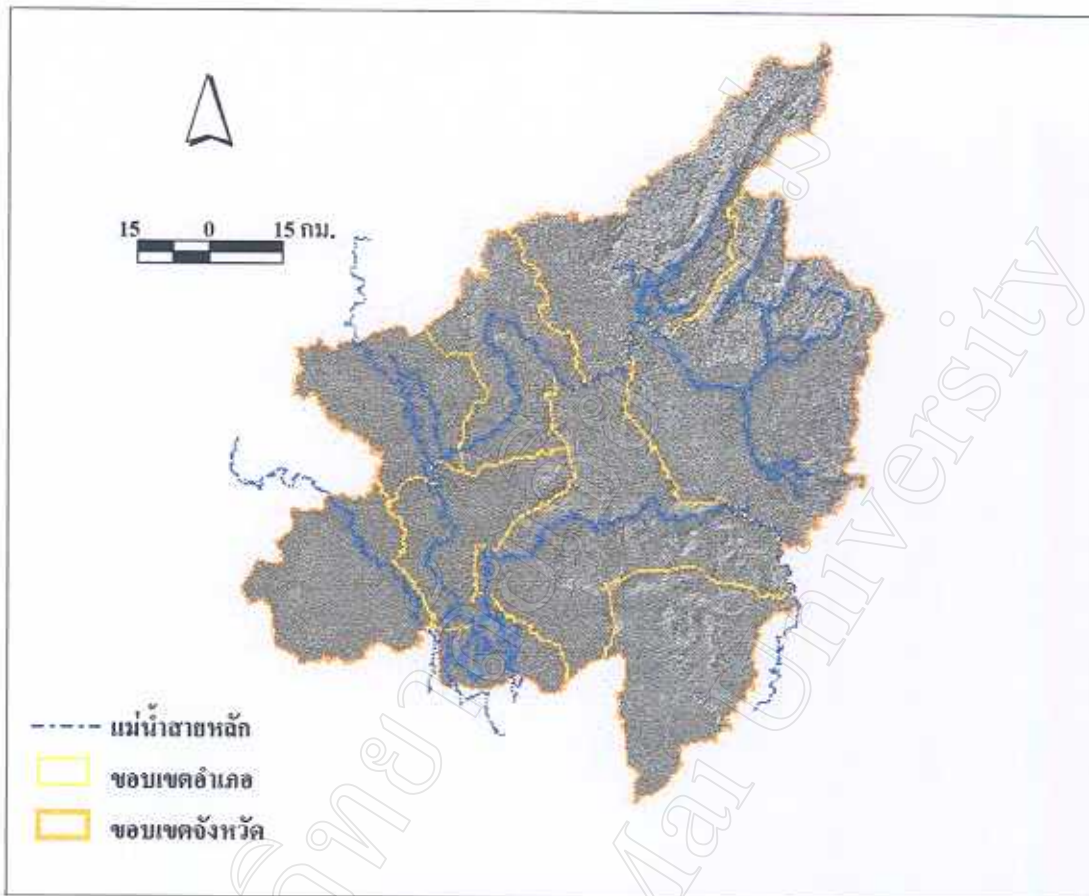 15 0 15 กม.
แม่น้ำสายหลัก
ขอบเขตอำเภอ
ขอบเขตจังหวัด
University